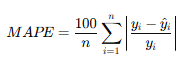 MAPE = \frac{100}{n} \sum_{i=1}^{n} \left| \frac{y_i - \hat{y}_i}{y_i} \right|